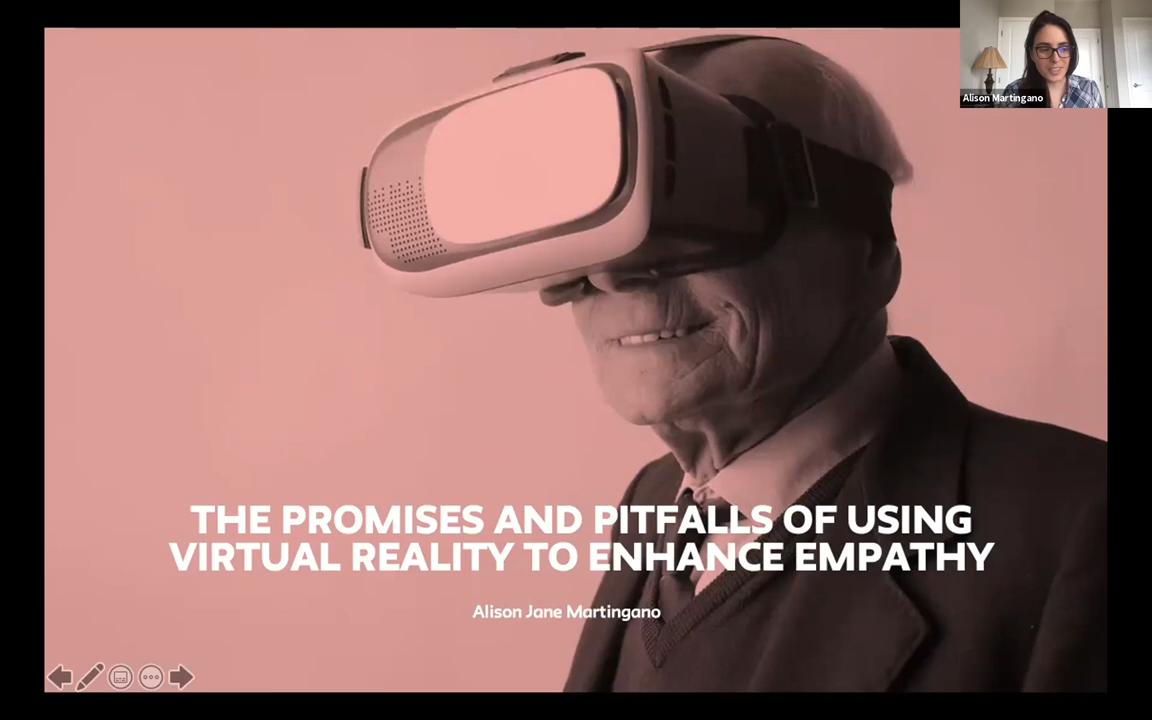 Alison Martingano
THE PROMISES AND PITFALLS OF USING
VIRTUAL REALITY TO ENHANCE EMPATHY
Alison Jane Martingano